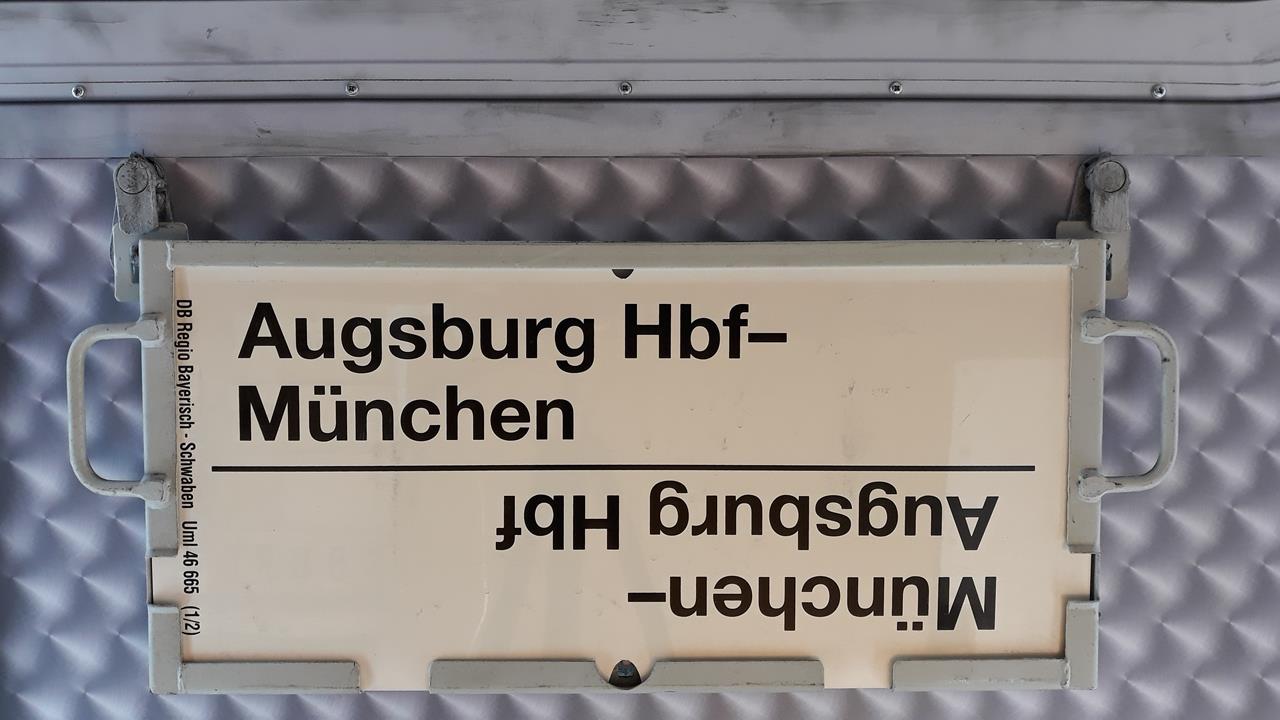 Augsburg Hbf–
München
München–
Augsburg Hbf
DB Regio Bayerisch - Schwaben Uml 46 665 (1/2)